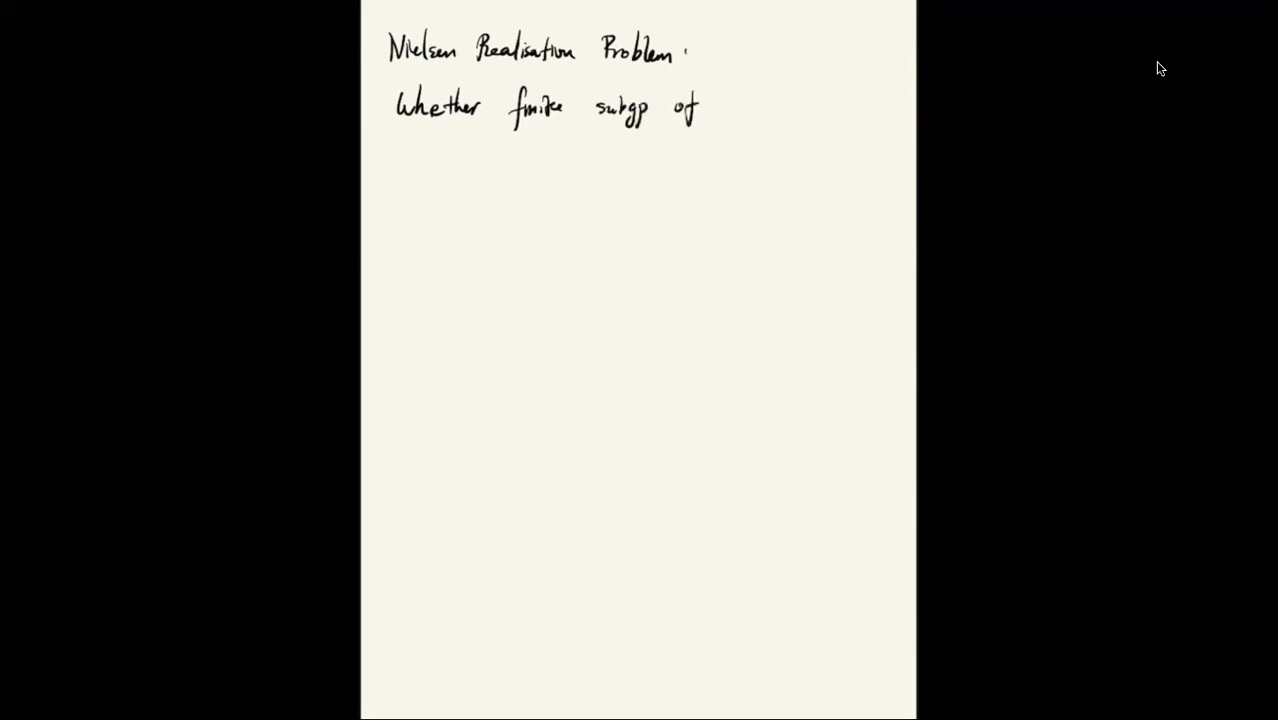 Nielsen Realisation Problem.
Whether finite subgp of